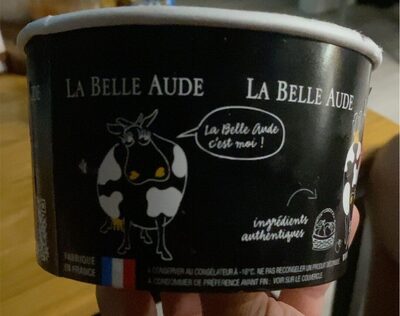 LA BELLE AUDE
LA BELLE AUDE
La Belle Aude
c'est moi !
ingrédients
authentiques
FABRIQUÉ
EN FRANCE
À CONSERVER AU CONGÉLATEUR À -18°C. NE PAS RECONGELER UN PRODUIT DÉCONGELÉ
À CONSOMMER DE PRÉFÉRENCE AVANT FIN : VOIR SUR LE COUVERCLE.